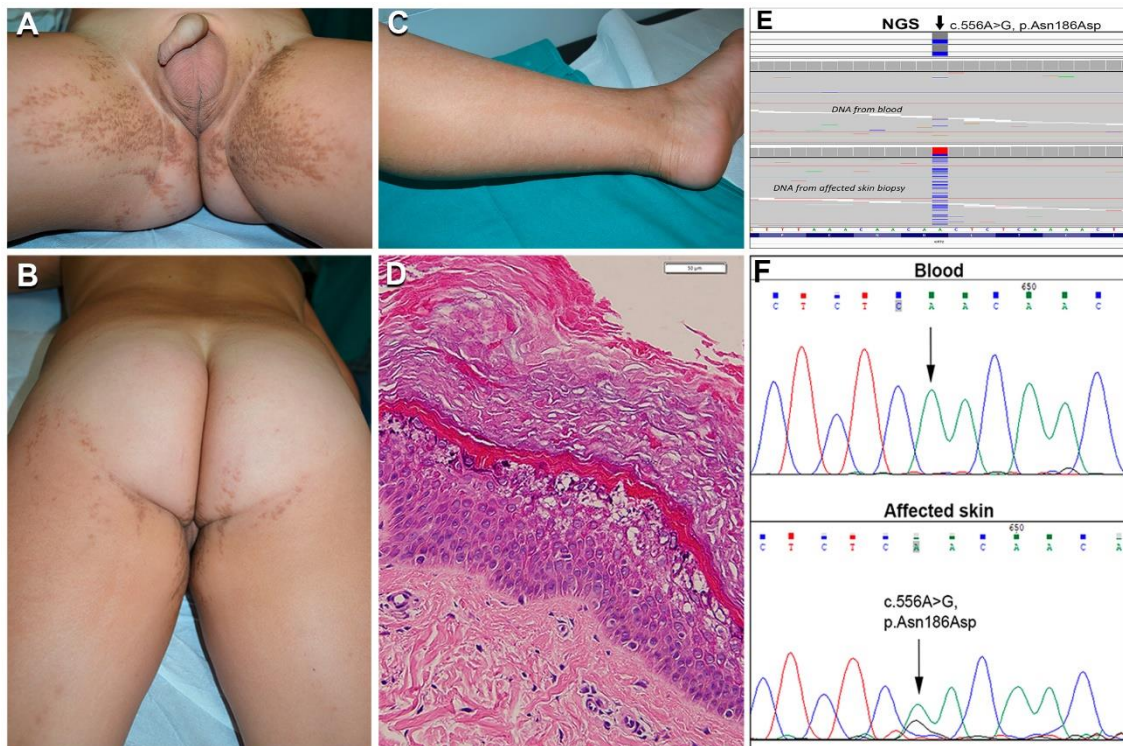 A
C
E
NGS c.556A>G, p.Asn186Asp
DNA from blood
DNA from affected skin biopsy
T T T A A A C A A C A A C T C T C A A A A C T
B
D
50 µm
F
Blood
650
C T C T C A A C A A C
Affected skin
650
C T C T C A A C A A C A
c.556A>G,
p.Asn186Asp